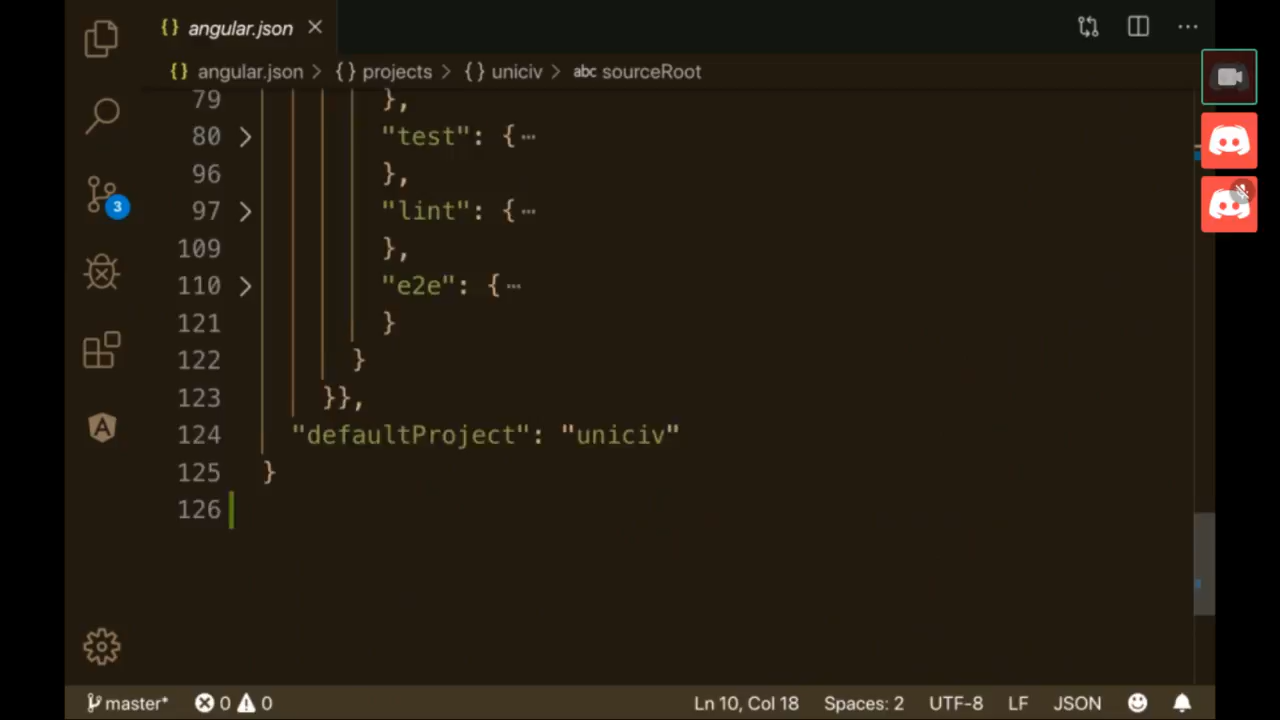 {} angular.json ×
{} angular.json > {} projects > {} uniciv > abc sourceRoot
79 },
80 > "test": {…
96 },
97 > "lint": {…
109 },
110 > "e2e": {…
121 }
122 }
123 }},
124 "defaultProject": "uniciv"
125 }
126
3
A
master* 0 0 Ln 10, Col 18 Spaces: 2 UTF-8 LF JSON